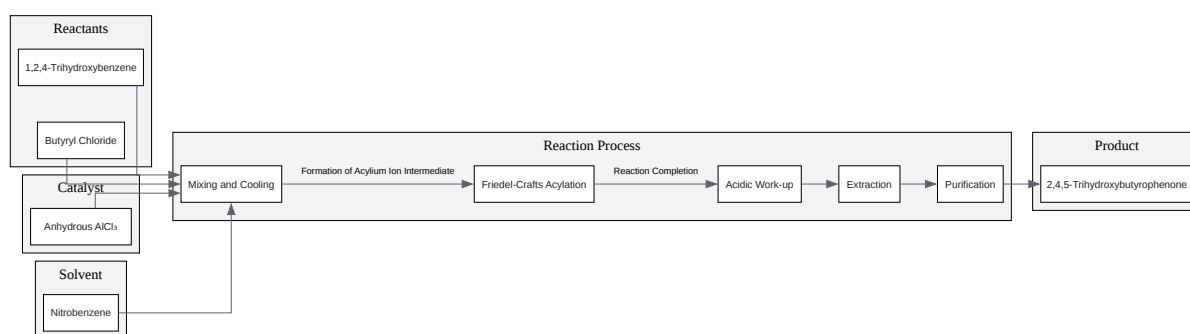 Reactants
1,2,4-Trihydroxybenzene
Butyryl Chloride
Catalyst
Anhydrous AlCl₃
Solvent
Nitrobenzene
Reaction Process
Mixing and Cooling
Formation of Acylium Ion Intermediate
Friedel-Crafts Acylation
Reaction Completion
Acidic Work-up
Extraction
Purification
Product
2,4,5-Trihydroxybutyrophenone